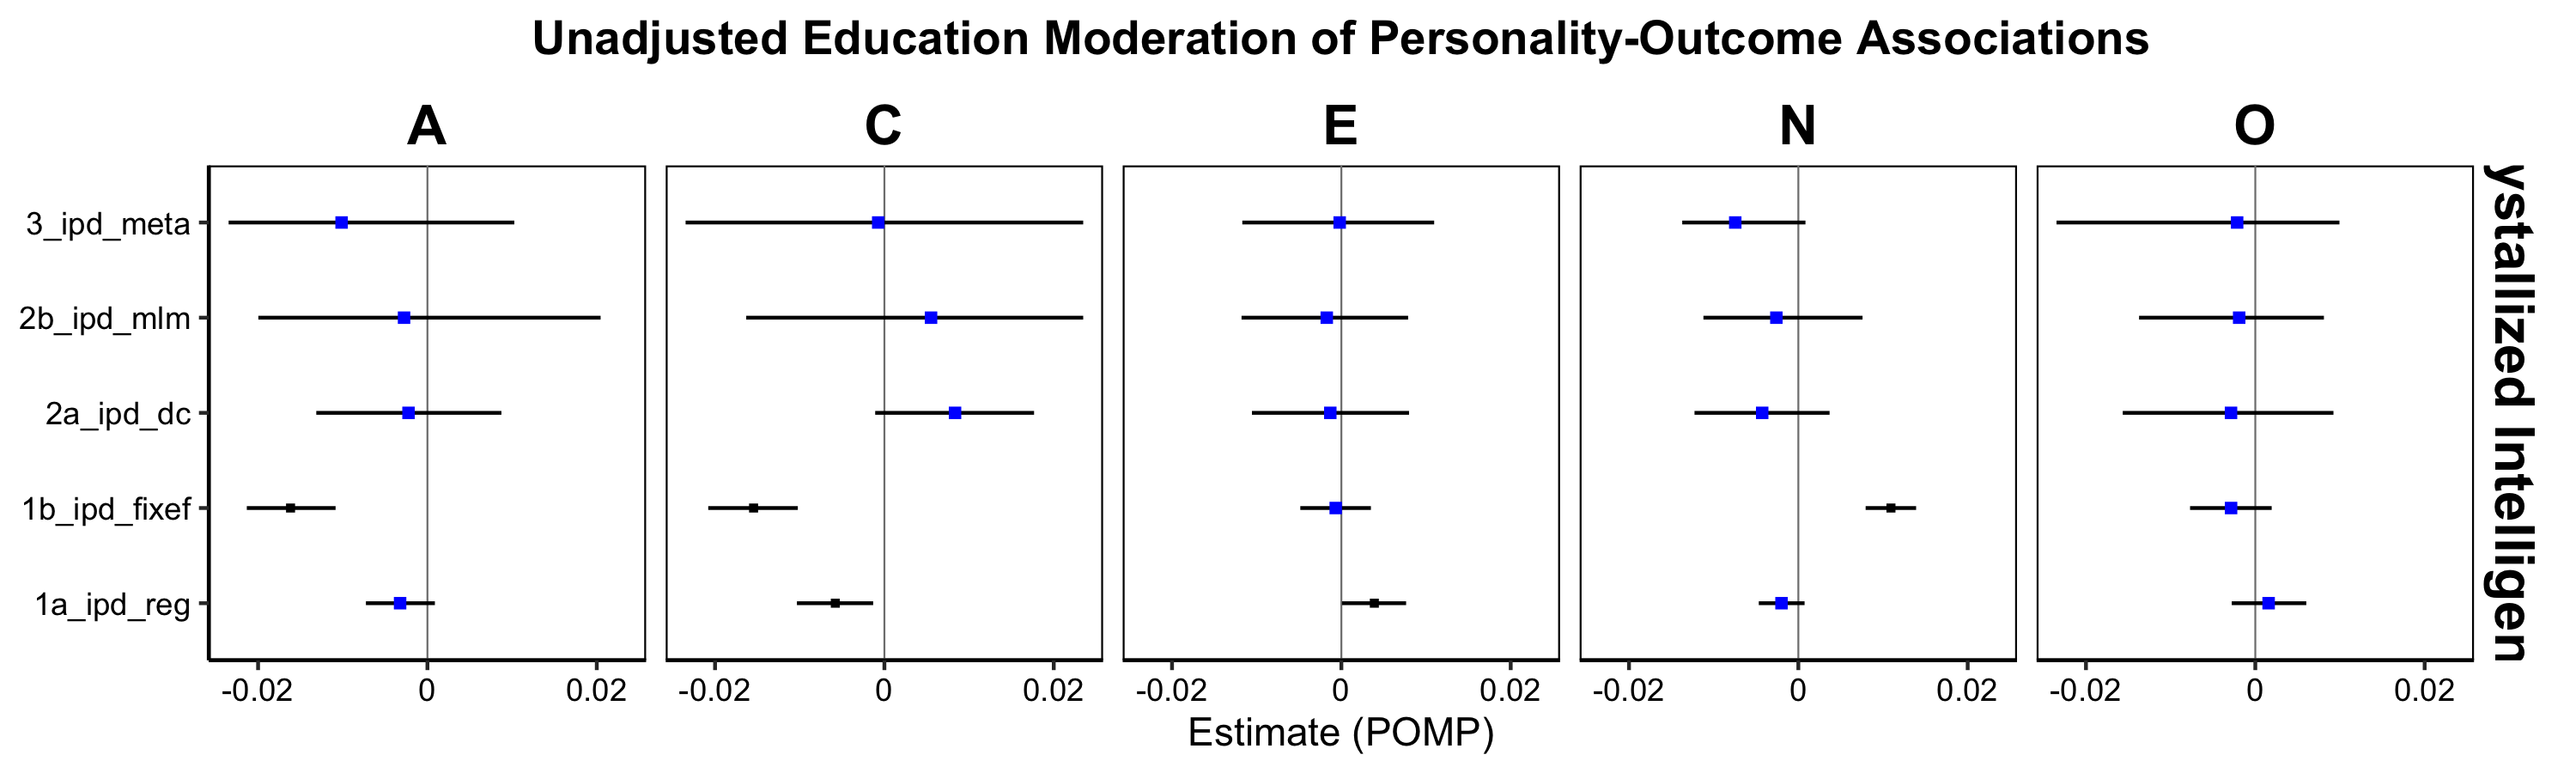 Unadjusted Education Moderation of Personality-Outcome Associations
A C E N O
3_ipd_meta
2b_ipd_mlm
2a_ipd_dc
1b_ipd_fixef
1a_ipd_reg
-0.02 0 0.02 -0.02 0 0.02 -0.02 0 0.02 -0.02 0 0.02 -0.02 0 0.02
Estimate (POMP)
ystallized Intelligen